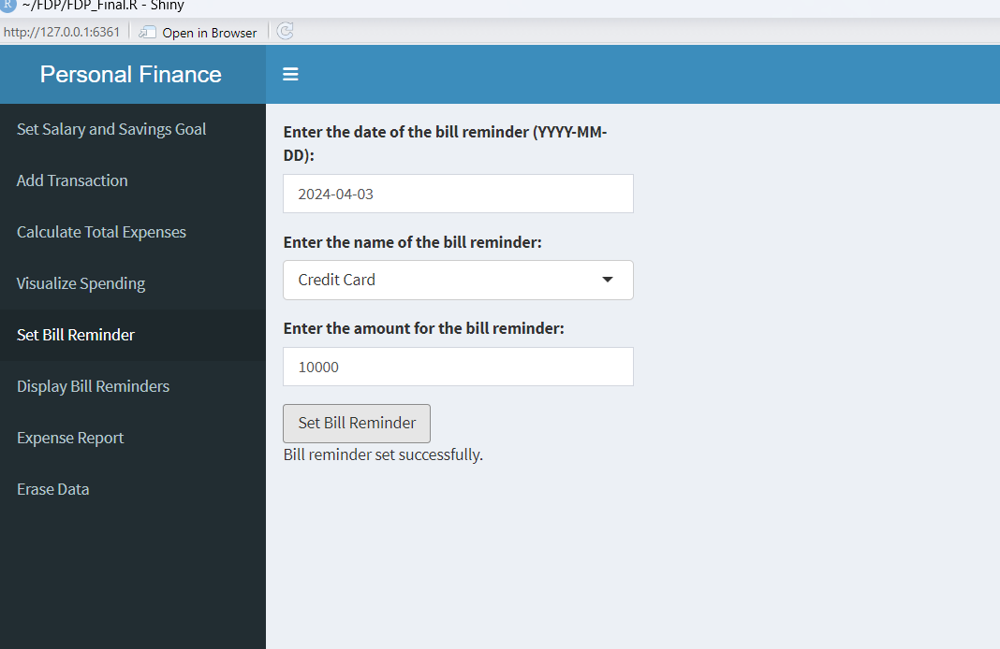 ~/FDP/FDP_Final.R - Shiny
http://127.0.0.1:6361 Open in Browser
Personal Finance
Set Salary and Savings Goal
Add Transaction
Calculate Total Expenses
Visualize Spending
Set Bill Reminder
Display Bill Reminders
Expense Report
Erase Data
Enter the date of the bill reminder (YYYY-MM-
DD):
2024-04-03
Enter the name of the bill reminder:
Credit Card
Enter the amount for the bill reminder:
10000
Set Bill Reminder
Bill reminder set successfully.